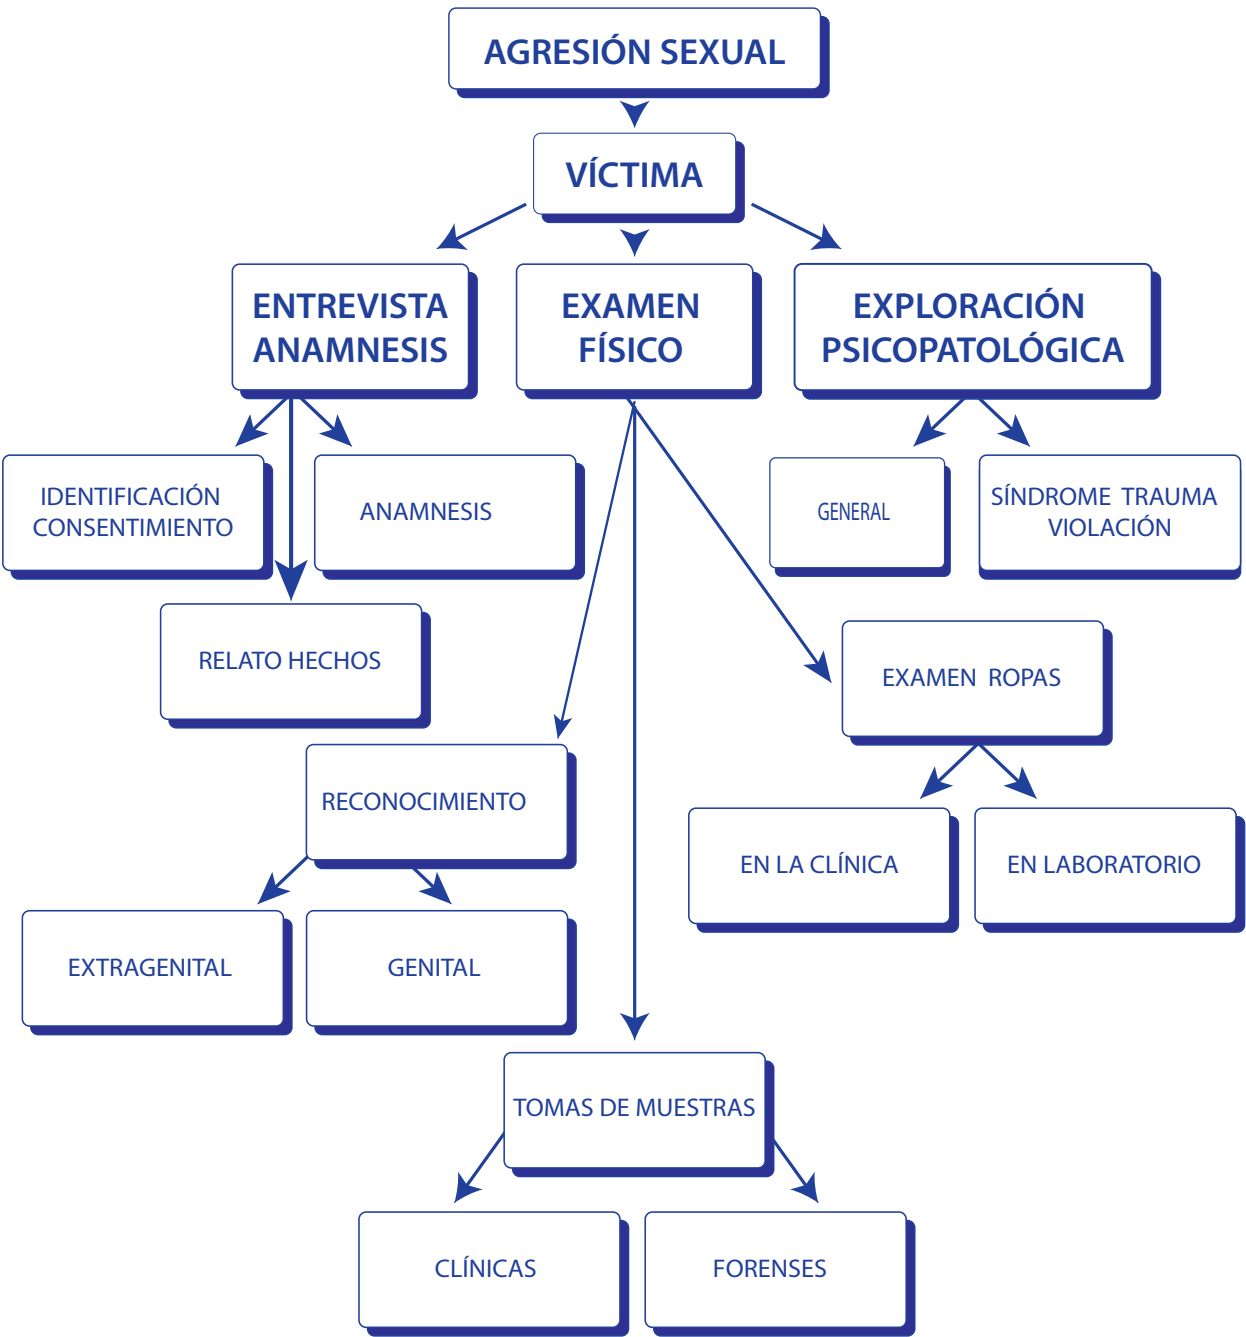 AGRESIÓN SEXUAL
VÍCTIMA
ENTREVISTA
ANAMNESIS
EXAMEN
FÍSICO
EXPLORACIÓN
PSICOPATOLÓGICA
IDENTIFICACIÓN
CONSENTIMIENTO
ANAMNESIS
GENERAL
SÍNDROME TRAUMA
VIOLACIÓN
RELATO HECHOS
EXAMEN ROPAS
RECONOCIMIENTO
EN LA CLÍNICA
EN LABORATORIO
EXTRAGENITAL
GENITAL
TOMAS DE MUESTRAS
CLÍNICAS
FORENSES